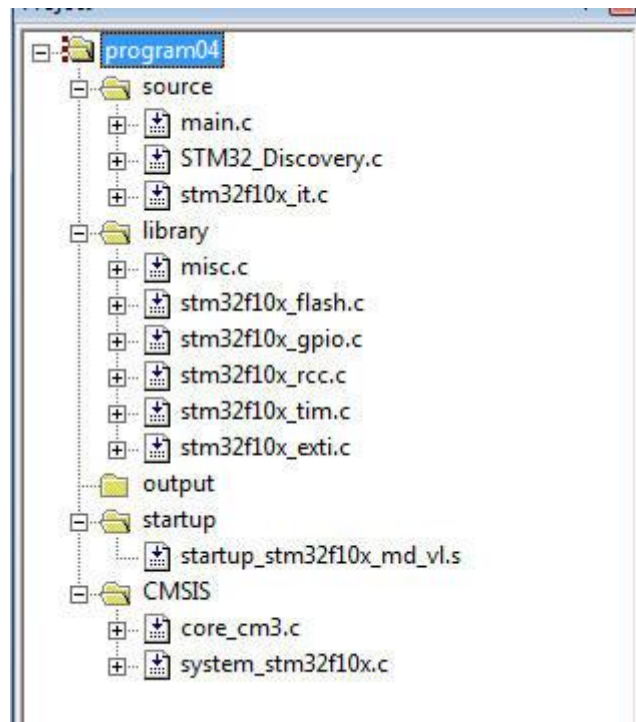 program04
source
main.c
STM32_Discovery.c
stm32f10x_it.c
library
misc.c
stm32f10x_flash.c
stm32f10x_gpio.c
stm32f10x_rcc.c
stm32f10x_tim.c
stm32f10x_exti.c
output
startup
startup_stm32f10x_md_vl.s
CMSIS
core_cm3.c
system_stm32f10x.c